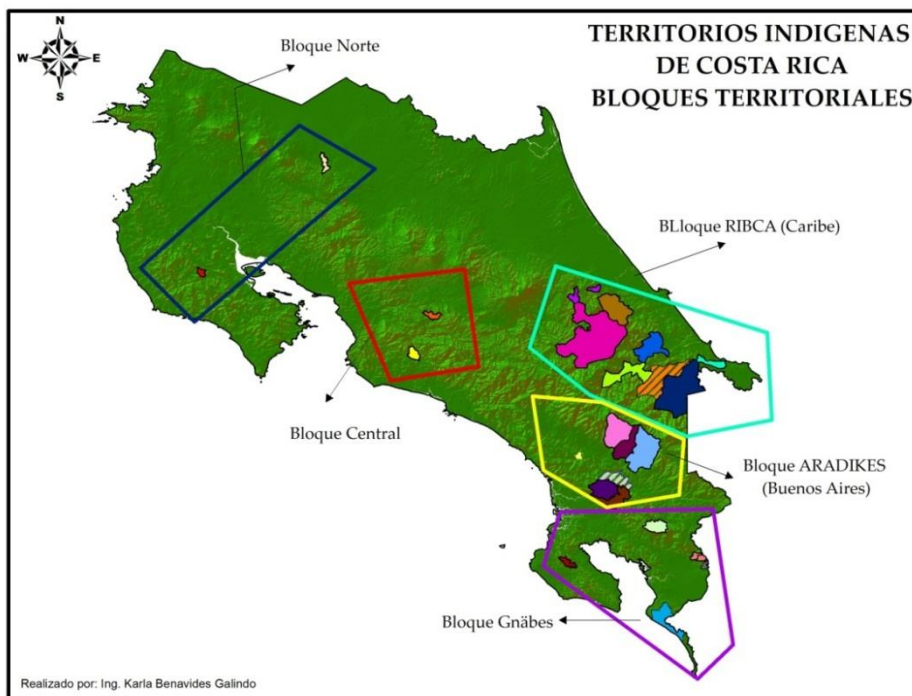 TERRITORIOS INDIGENAS
DE COSTA RICA
BLOQUES TERRITORIALES
N
W
E
S
Bloque Norte
BLloque RIBCA (Caribe)
Bloque Central
Bloque ARADIKES
(Buenos Aires)
Bloque Gnäbes
Realizado por: Ing. Karla Benavides Galindo